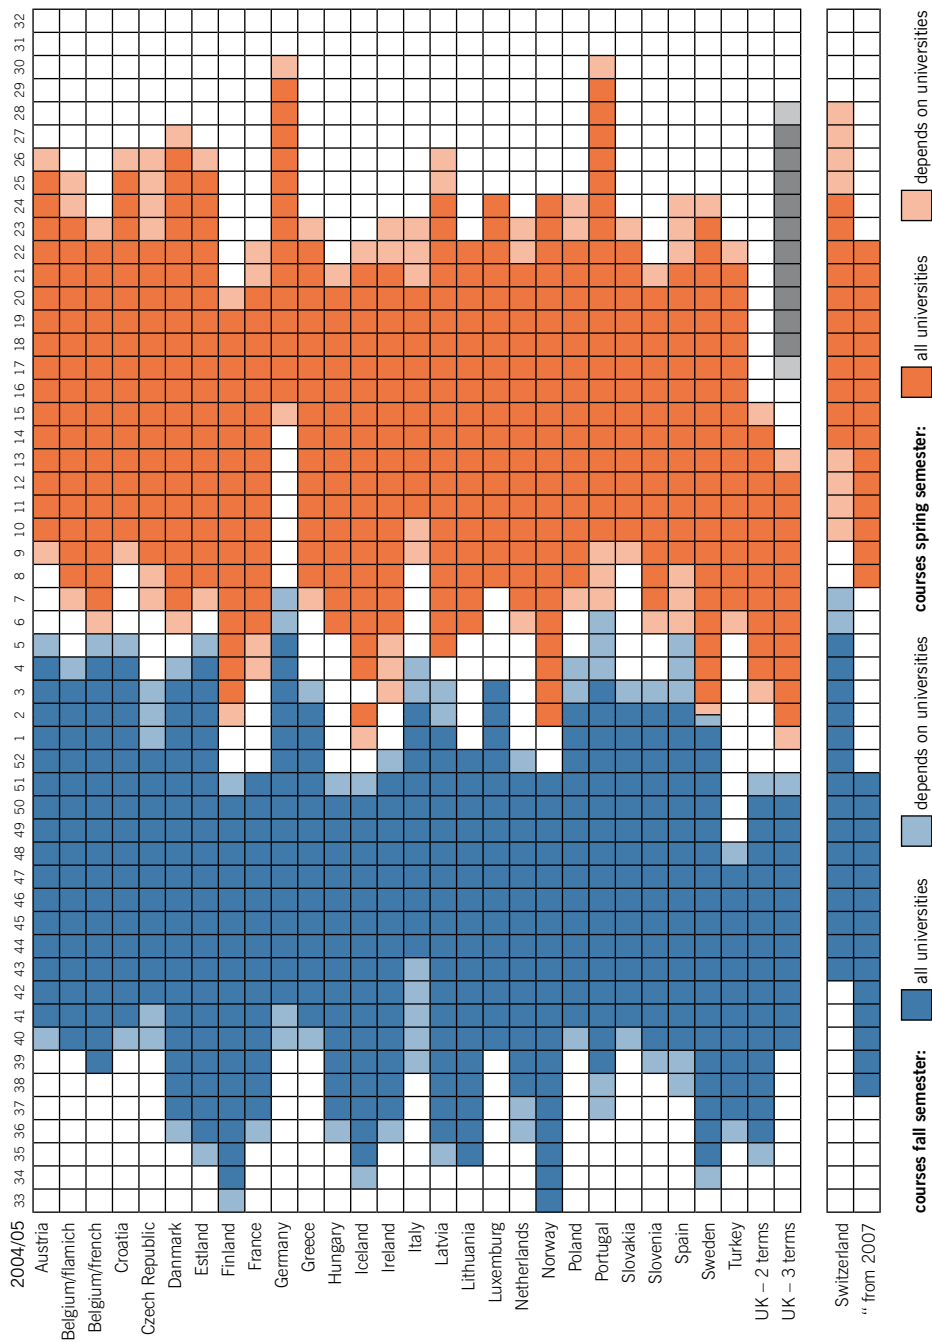 2004/05 33 34 35 36 37 38 39 40 41 42 43 44 45 46 47 48 49 50 51 52 1 2 3 4 5 6 7 8 9 10 11 12 13 14 15 16 17 18 19 20 21 22 23 24 25 26 27 28 29 30 31 32
Austria
Belgium/flamich
Belgium/french
Croatia
Czech Republic
Danmark
Estland
Finland
France
Germany
Greece
Hungary
Iceland
Ireland
Italy
Latvia
Lithuania
Luxemburg
Netherlands
Norway
Poland
Portugal
Slovakia
Slovenia
Spain
Sweden
Turkey
UK – 2 terms
UK – 3 terms
Switzerland
“ from 2007
courses fall semester: all universities depends on universities courses spring semester: all universities depends on universities